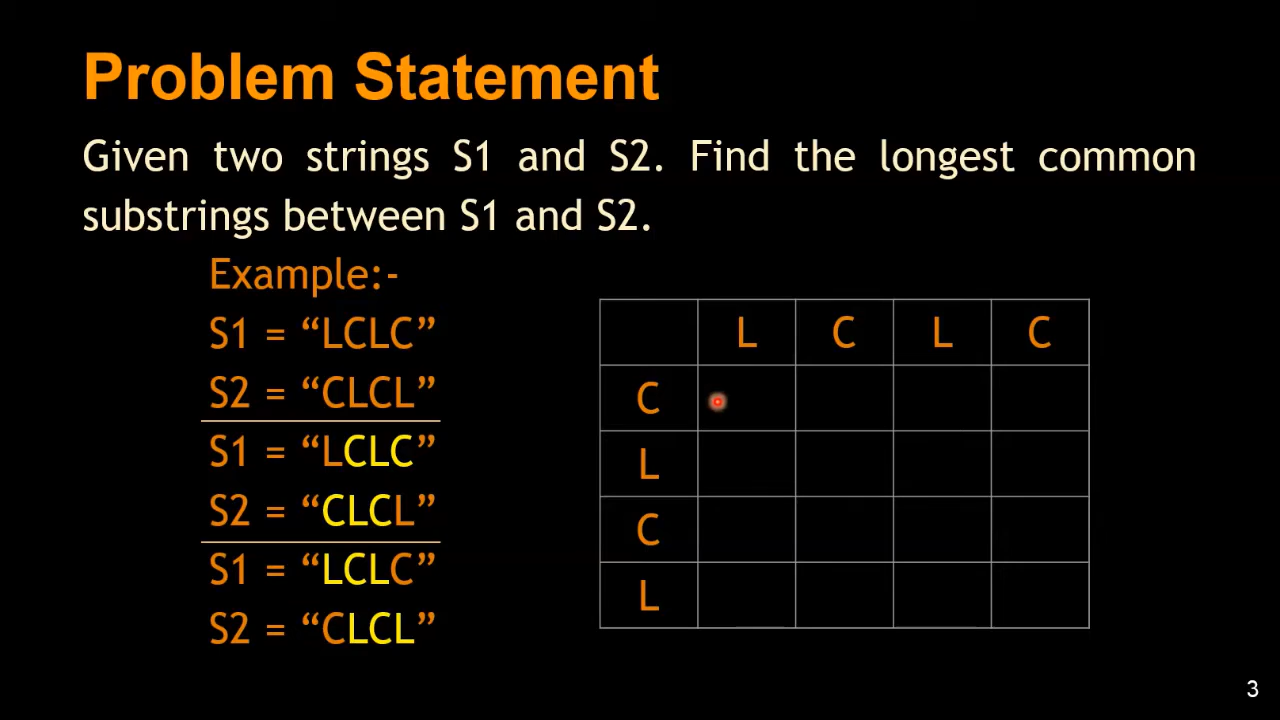 Problem Statement
Given two strings S1 and S2. Find the longest common
substrings between S1 and S2.
Example:-
S1 = “LCLC”
S2 = “CLCL”
S1 = “LCLC”
S2 = “CLCL”
S1 = “LCLC”
S2 = “CLCL”
L C L C
C
L
C
L
3